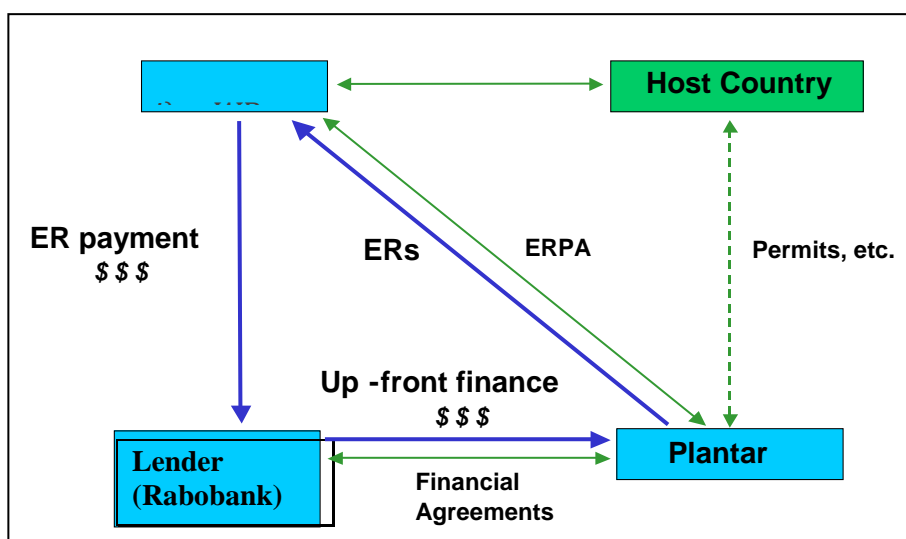 Host Country
ER payment
$ $ $
ERs
ERPA
Permits, etc.
Up -front finance
$ $ $
Lender
(Rabobank)
Plantar
Financial
Agreements